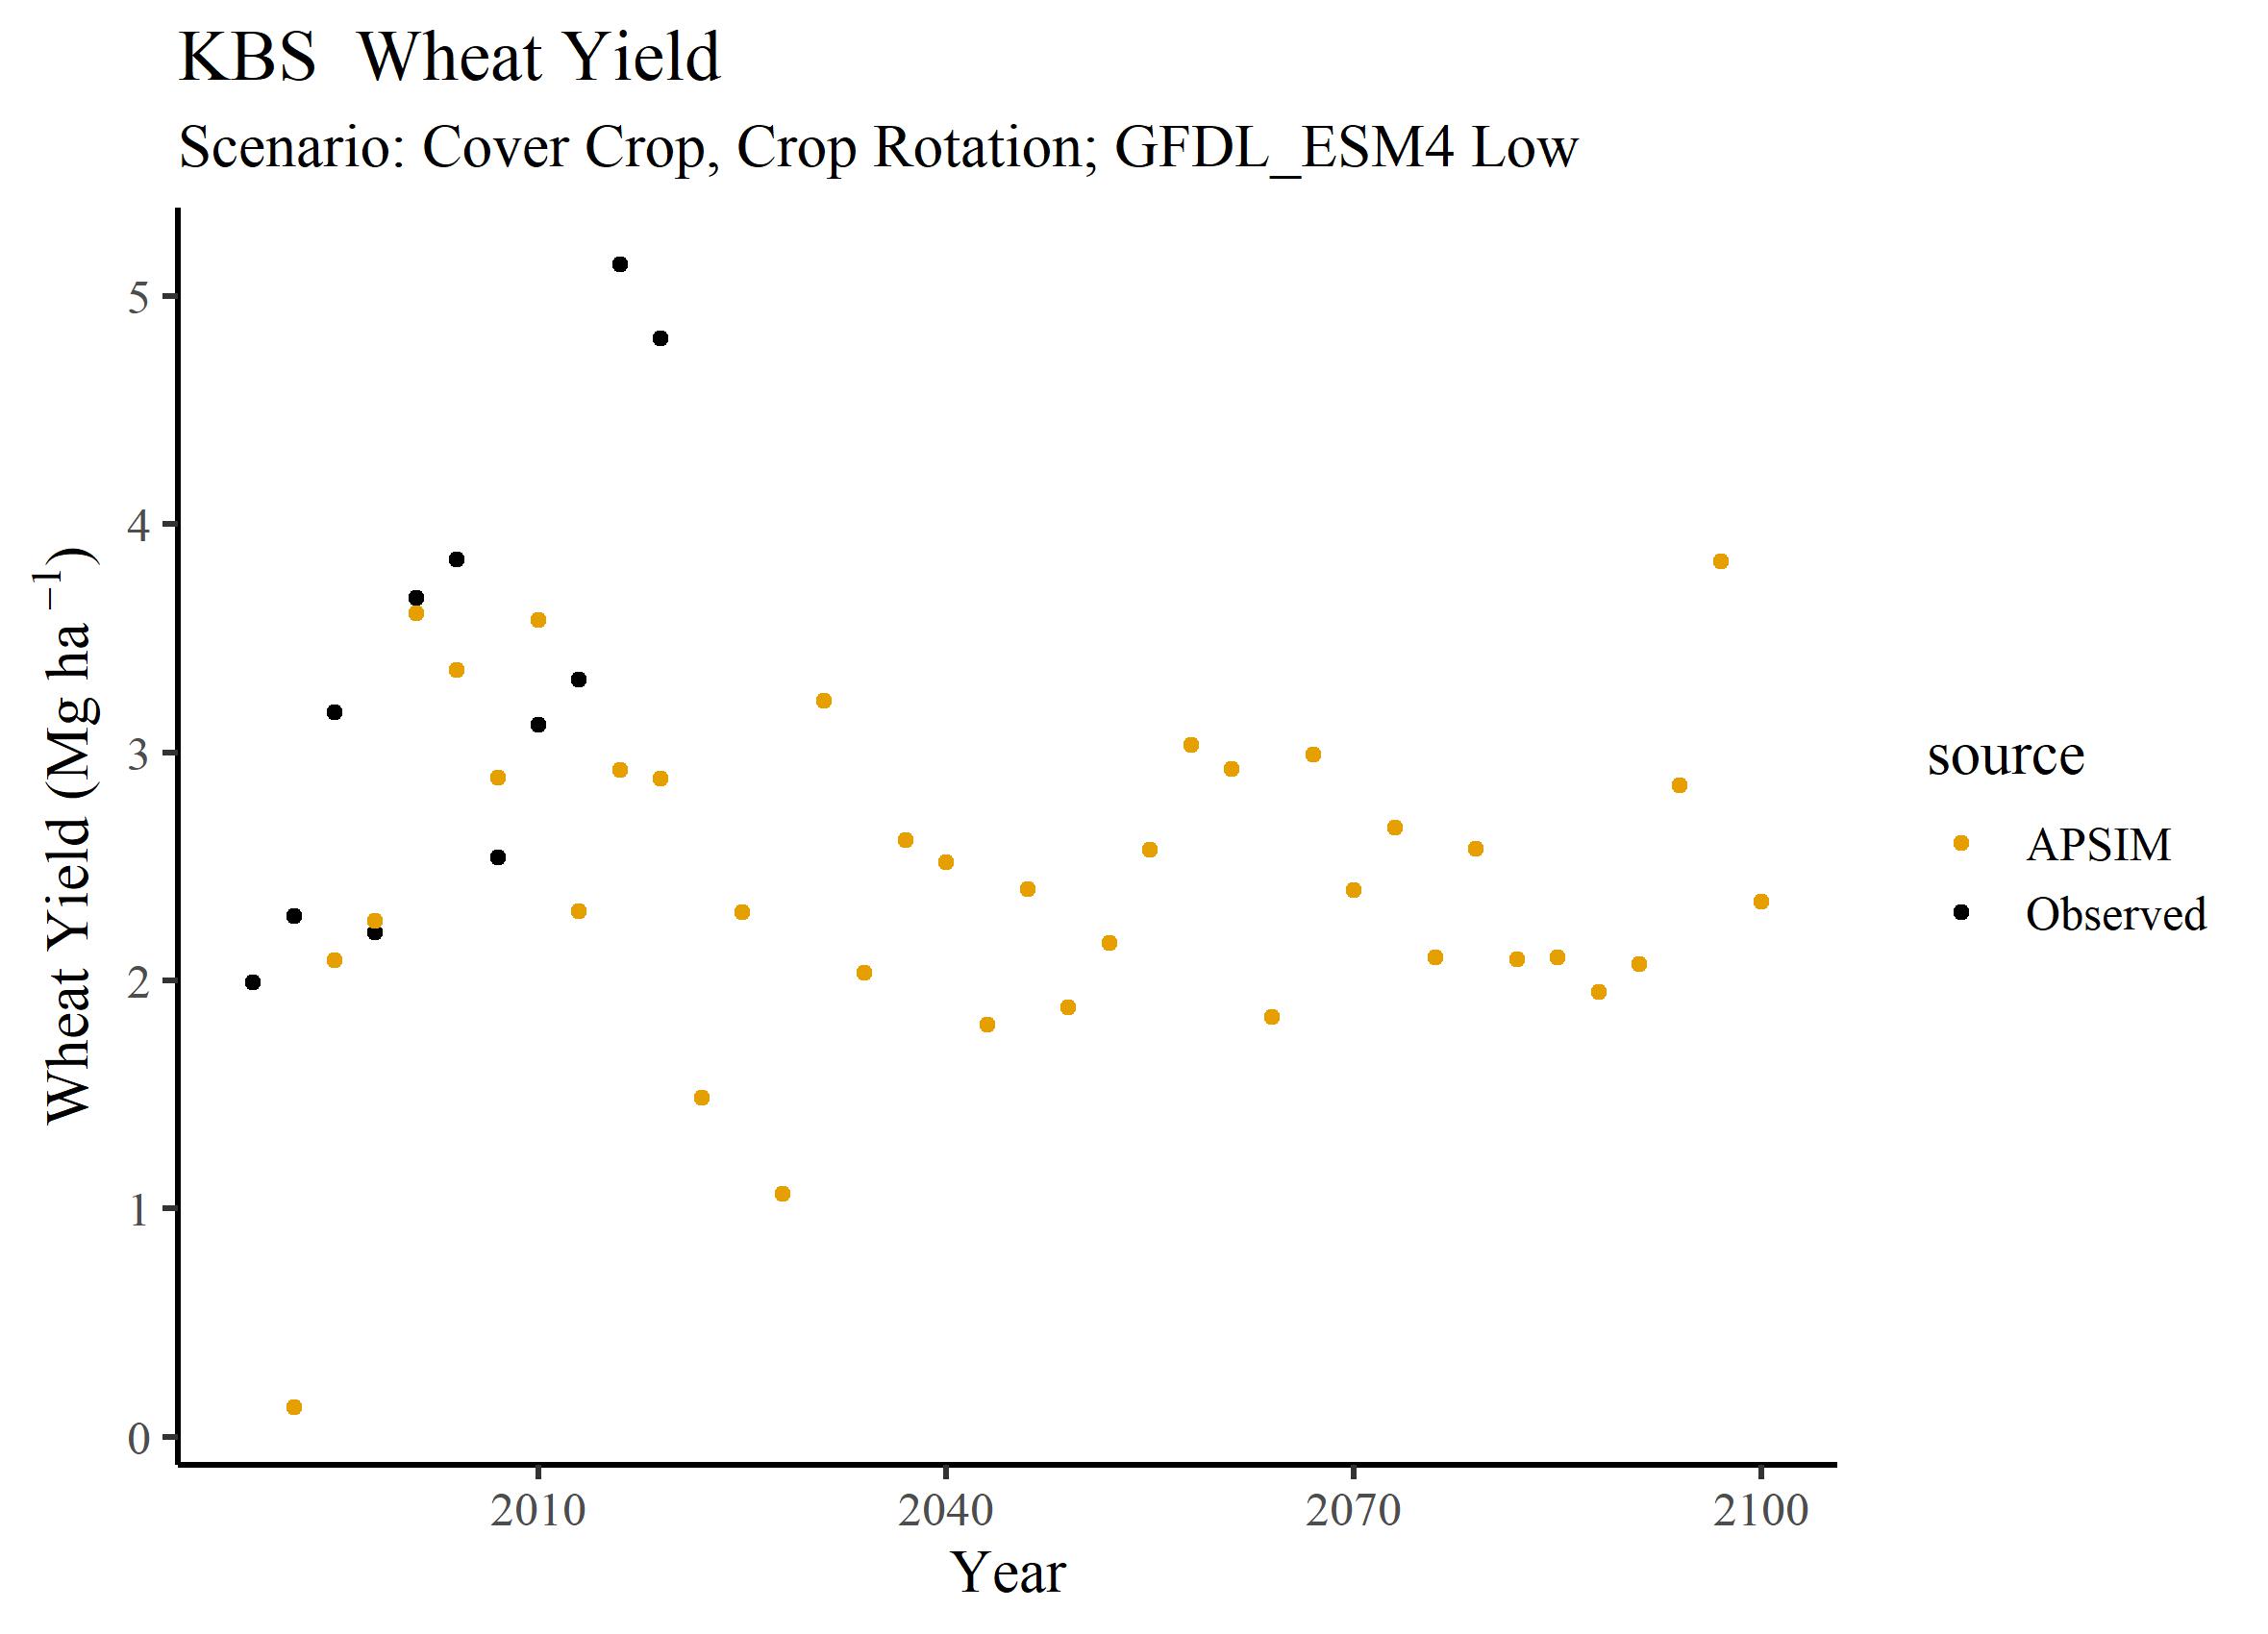 KBS  Wheat Yield
Scenario: Cover Crop, Crop Rotation; GFDL_ESM4 Low
Wheat Yield (Mg ha −1)
5
4
3
2
1
0
2010 2040 2070 2100
Year
source
APSIM
Observed